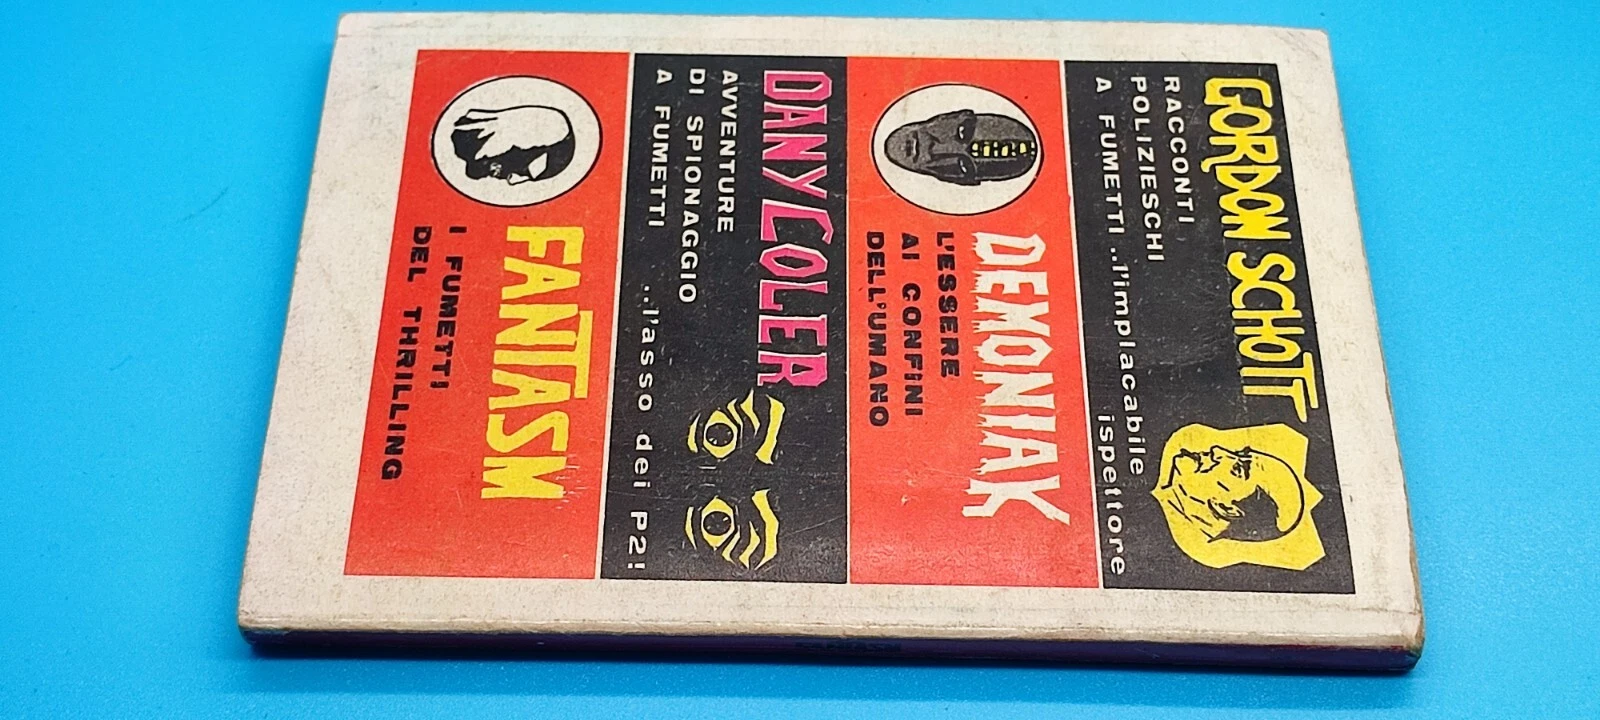 GORDON SCHOTT
RACCONTI
POLIZIESCHI
A FUMETTI ..l'implacabile
ispettore
DEMONIAK
L'ESSERE
AI CONFINI
DELL'UMANO
DANY COLER
AVVENTURE
DI SPIONAGGIO
A FUMETTI ..l'asso dei P2!
FANTASM
I FUMETTI
DEL THRILLING
FANTASM